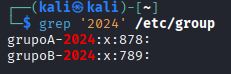 ┌──(kali㉿kali)-[~]
└─$ grep '2024' /etc/group
grupoA-2024:x:878:
grupoB-2024:x:789: